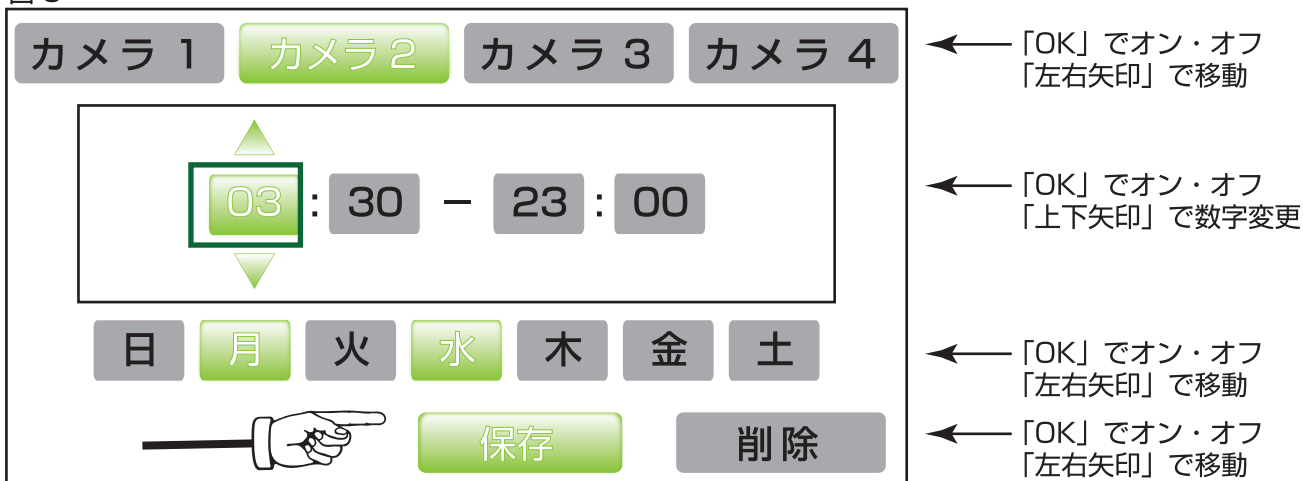 カメラ 1 カメラ 2 カメラ 3 カメラ 4
「OK」でオン・オフ
「左右矢印」で移動
03 : 30 － 23 : 00
「OK」でオン・オフ
「上下矢印」で数字変更
日 月 火 水 木 金 土
「OK」でオン・オフ
「左右矢印」で移動
保存 削除
「OK」でオン・オフ
「左右矢印」で移動